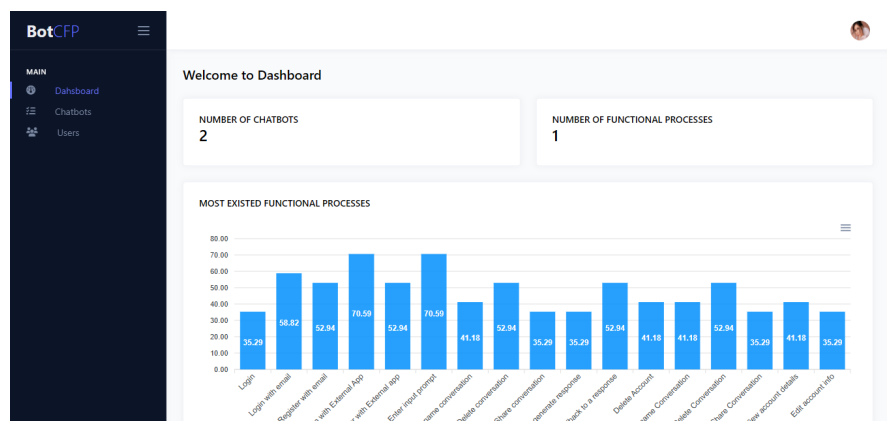 BotCFP
MAIN
Dahsboard
Chatbots
Users
Welcome to Dashboard
NUMBER OF CHATBOTS
2
NUMBER OF FUNCTIONAL PROCESSES
1
MOST EXISTED FUNCTIONAL PROCESSES
80.00
70.00
60.00
50.00
40.00
30.00
20.00
10.00
0.00
35.29
58.82
52.94
70.59
52.94
70.59
41.18
52.94
35.29
35.29
52.94
41.18
41.18
52.94
35.29
41.18
35.29
Login
Login with email
Register with email
with External App
with External app
Enter input prompt
conversation
Delete conversation
Share conversation
response
to a response
Delete Account
Conversation
Delete Conversation
Share Conversation
account details
Edit account info